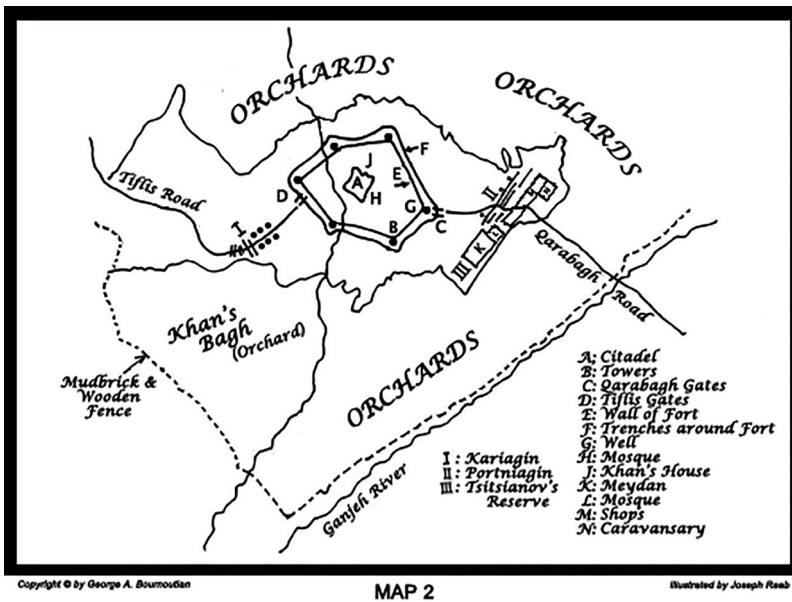 ORCHARDS
ORCHARDS
Tiflis Road
I
D
J
A
H
F
E
G
B
C
II
K
III
Qarabagh
Road
Khan's
Bagh
(Orchard)
Mudbrick &
Wooden
Fence
ORCHARDS
Ganjeh River
I : Kariagin
II : Portniagin
III : Tsitsianov's
Reserve
A: Citadel
B: Towers
C: Qarabagh Gates
D: Tiflis Gates
E: Wall of Fort
F: Trenches around Fort
G: Well
H: Mosque
J: Khan's House
K: Meydan
L: Mosque
M: Shops
N: Caravansary
Copyright © by George A. Bournoutian
MAP 2
Illustrated by Joseph Reeb